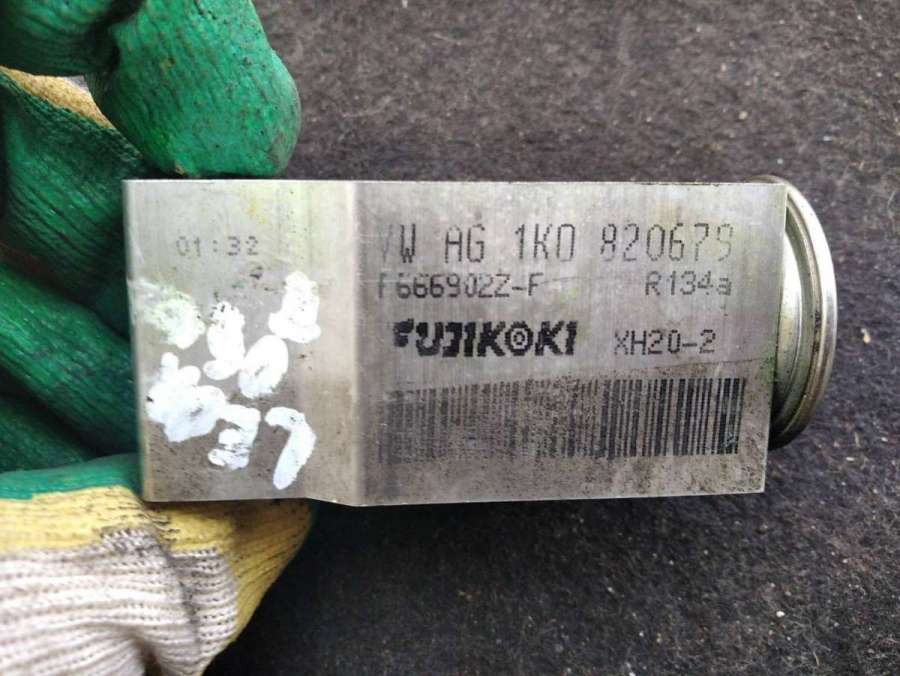 01:32
VW AG 1K0 820679
F666902Z-F R134a
FUJIKOKI XH20-2